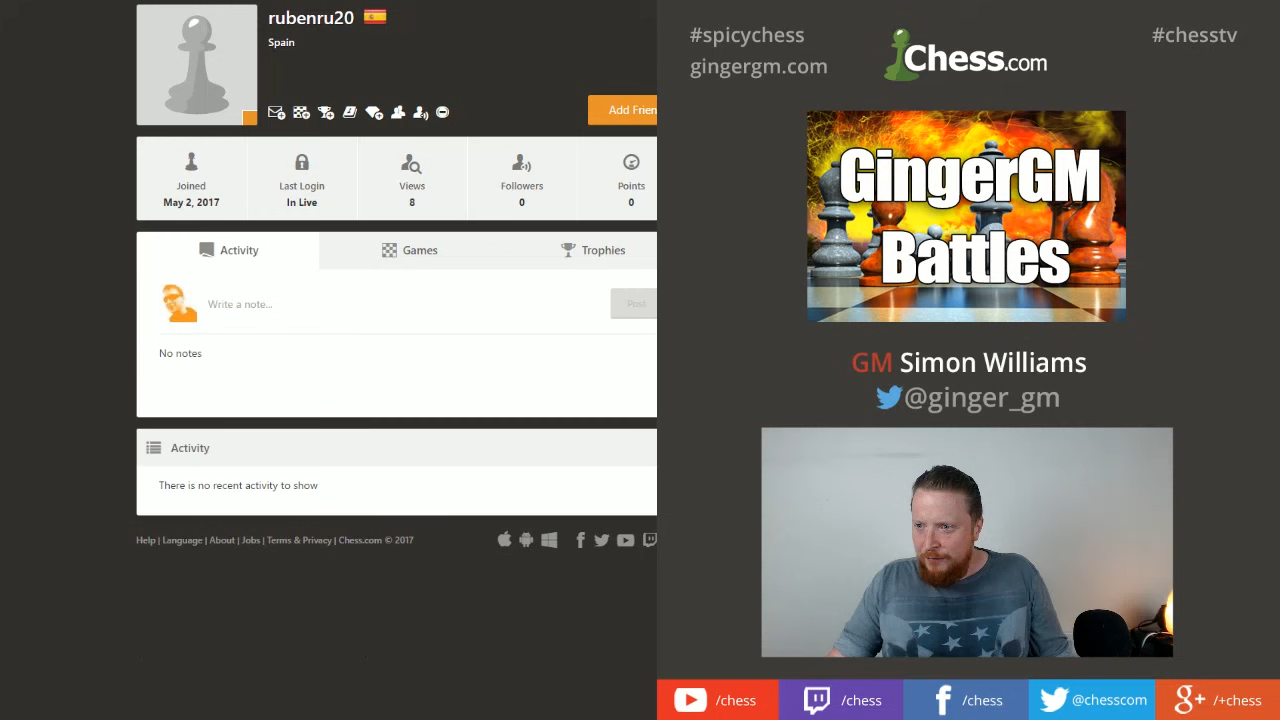 rubenru20
Spain
Add Frien
Joined
May 2, 2017
Last Login
In Live
Views
8
Followers
0
Points
0
Activity
Games
Trophies
Write a note...
Post
No notes
Activity
There is no recent activity to show
Help | Language | About | Jobs | Terms & Privacy | Chess.com © 2017
#spicychess
gingergm.com
Chess.com
#chesstv
GingerGM
Battles
GM Simon Williams
@ginger_gm
/chess
/chess
/chess
@chesscom
/+chess